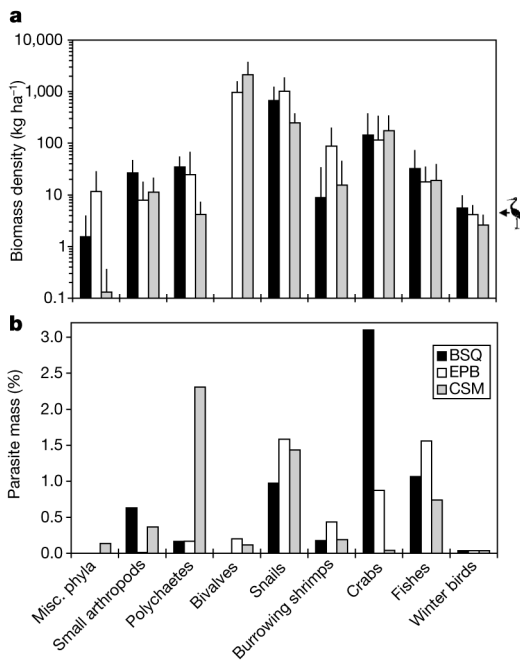 a
10,000
1,000
100
10
1
0.1
Biomass density (kg ha⁻¹)
b
3.0
2.5
2.0
1.5
1.0
0.5
0.0
Parasite mass (%)
BSQ
EPB
CSM
Misc. phyla
Small arthropods
Polychaetes
Bivalves
Snails
Burrowing shrimps
Crabs
Fishes
Winter birds